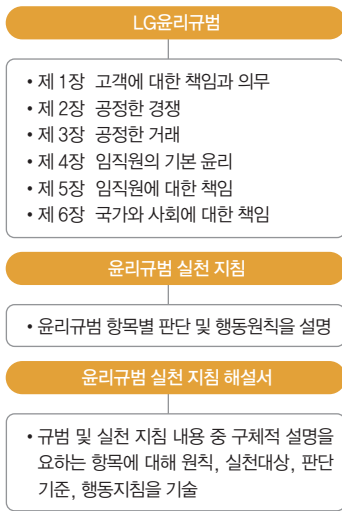 LG윤리규범
• 제 1장 고객에 대한 책임과 의무
• 제 2장 공정한 경쟁
• 제 3장 공정한 거래
• 제 4장 임직원의 기본 윤리
• 제 5장 임직원에 대한 책임
• 제 6장 국가와 사회에 대한 책임
윤리규범 실천 지침
• 윤리규범 항목별 판단 및 행동원칙을 설명
윤리규범 실천 지침 해설서
• 규범 및 실천 지침 내용 중 구체적 설명을
요하는 항목에 대해 원칙, 실천대상, 판단
기준, 행동지침을 기술